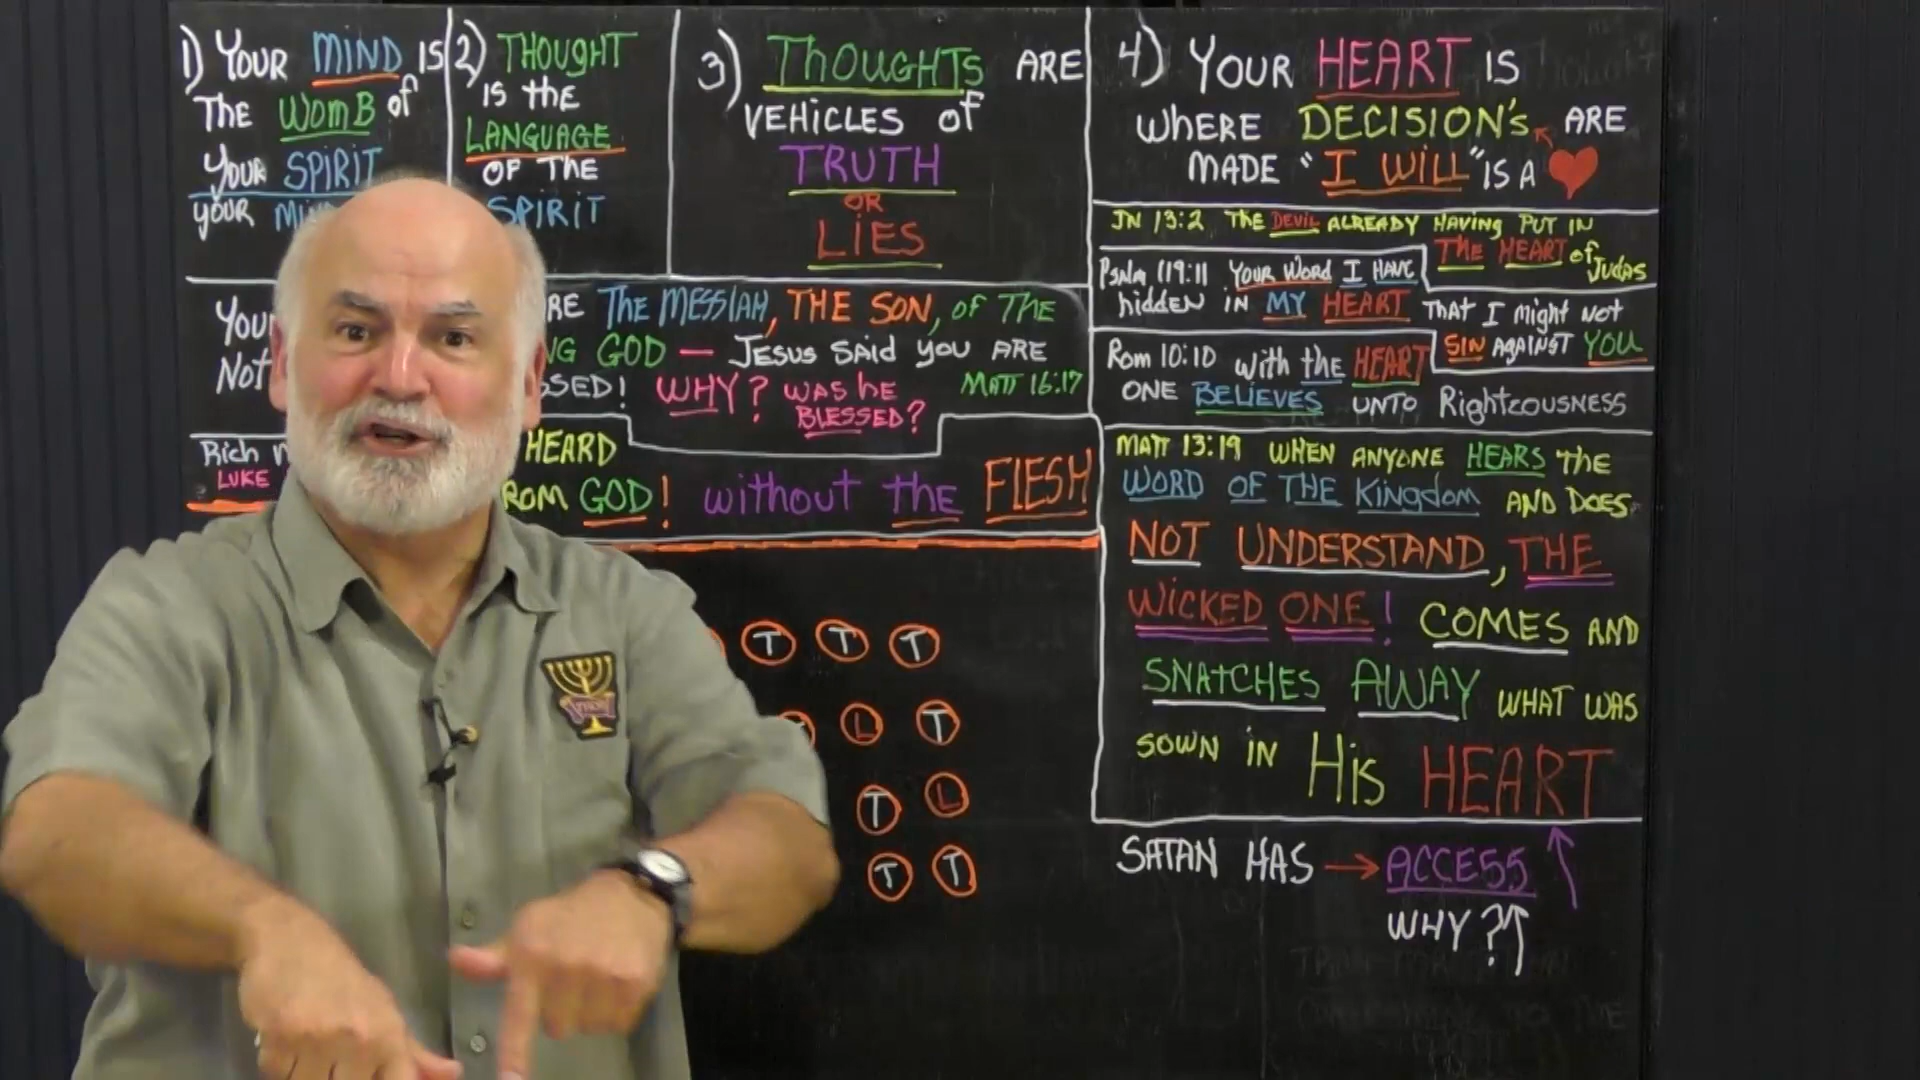 1) YOUR MIND IS
THE WOMB of
YOUR SPIRIT
YOUR
2) THOUGHT
IS the
LANGUAGE
OF THE
SPIRIT
3) THOUGHTS ARE
VEHICLES of
TRUTH
OR
LIES
4) YOUR HEART IS
WHERE DECISION'S ARE
MADE "I WILL" IS A
JN 13:2 THE DEVIL ALREADY HAVING PUT IN
THE HEART of
JUDAS
Psalm 119:11 YOUR WORD I HAVE
hidden IN MY HEART THAT I might NOT
SIN AGAINST YOU
Rom 10:10 with the HEART
ONE BELIEVES UNTO RIGHTEOUSNESS
THE MESSIAH, THE SON, of THE
GOD — JESUS SAID YOU ARE
WHY? WAS he MATT 16:17
BLESSED?
Rich
LUKE
HEARD
GOD! without the FLESH
MATT 13:19 WHEN ANYONE HEARS the
WORD OF THE Kingdom AND DOES
NOT UNDERSTAND, THE
WICKED ONE! COMES AND
SNATCHES AWAY WHAT WAS
SOWN IN HIS HEART
T T T
L T
T L
T T
SATAN HAS → ACCESS
WHY?